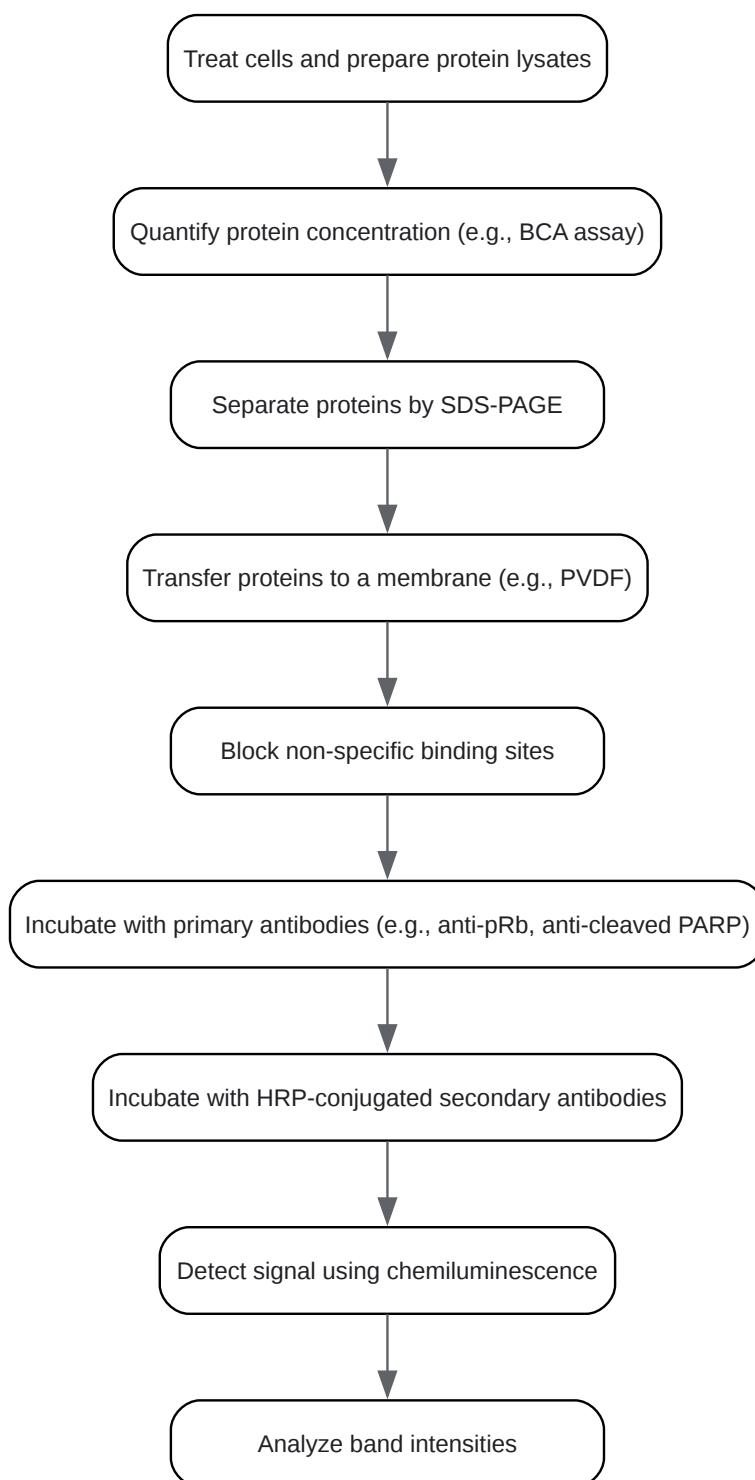 Treat cells and prepare protein lysates
Quantify protein concentration (e.g., BCA assay)
Separate proteins by SDS-PAGE
Transfer proteins to a membrane (e.g., PVDF)
Block non-specific binding sites
Incubate with primary antibodies (e.g., anti-pRb, anti-cleaved PARP)
Incubate with HRP-conjugated secondary antibodies
Detect signal using chemiluminescence
Analyze band intensities